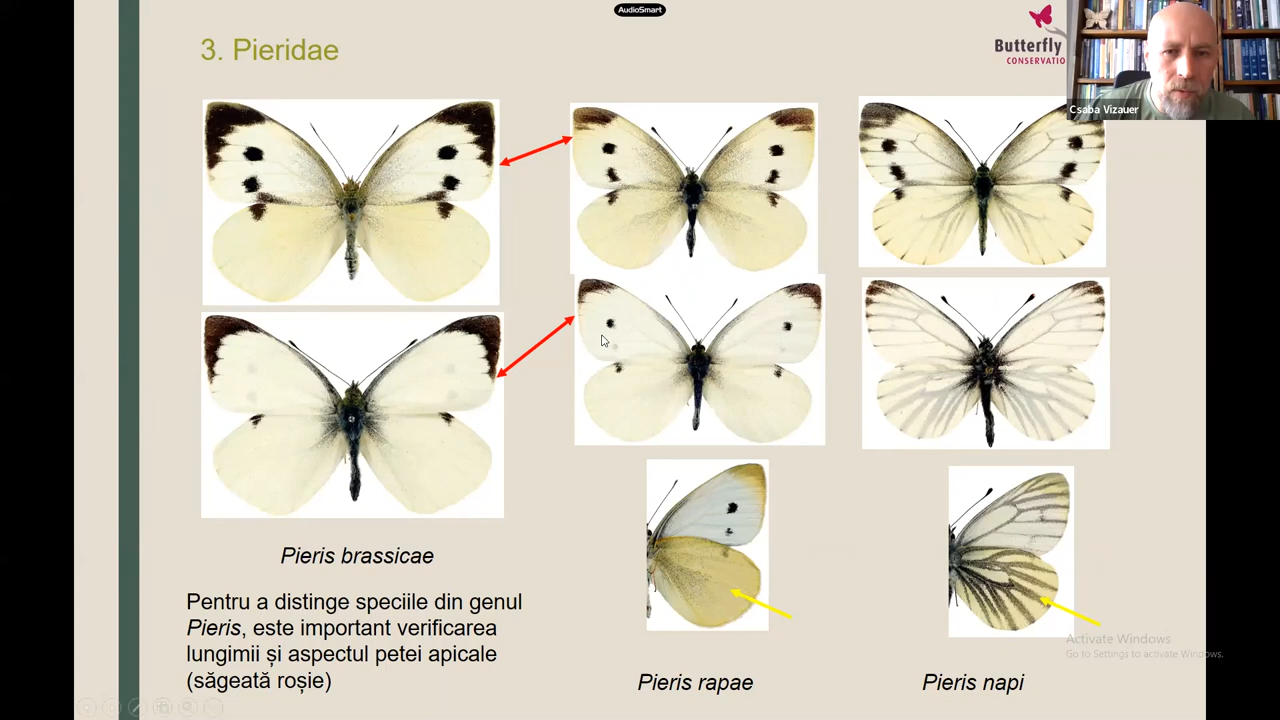 AudioSmart
3. Pieridae
Butterfly
CONSERVATIO
Csaba Vizauer
Pieris brassicae
Pentru a distinge speciile din genul
Pieris, este important verificarea
lungimii și aspectul petei apicale
(săgeată roșie)
Pieris rapae
Pieris napi
Activate Windows
Go to Settings to activate Windows.